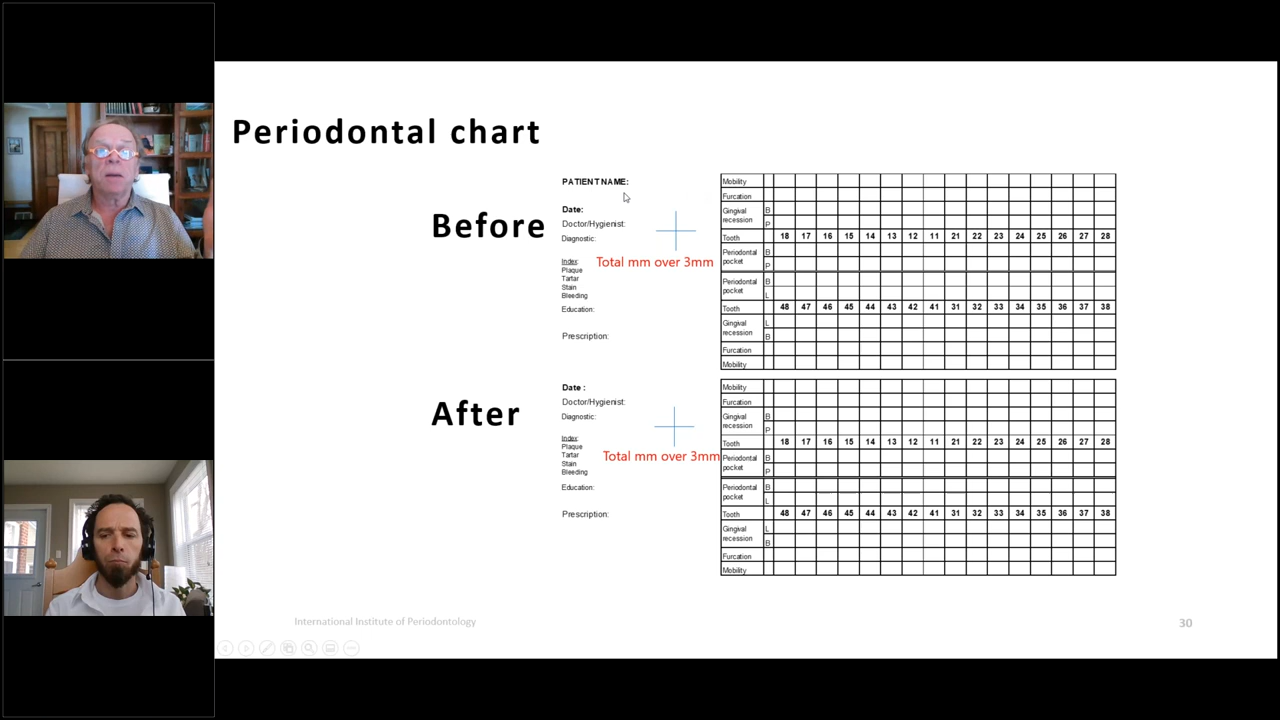 Periodontal chart
Before
PATIENT NAME:
Date:
Doctor/Hygienist:
Diagnostic:
Total mm over 3mm
Index:
Plaque
Tartar
Stain
Bleeding
Education:
Prescription:
Mobility
Furcation
Gingival recession B P
Tooth 18 17 16 15 14 13 12 11 21 22 23 24 25 26 27 28
Periodontal pocket B P
Periodontal pocket B L
Tooth 48 47 46 45 44 43 42 41 31 32 33 34 35 36 37 38
Gingival recession L B
Furcation
Mobility
After
Date :
Doctor/Hygienist:
Diagnostic:
Total mm over 3mm
Index:
Plaque
Tartar
Stain
Bleeding
Education:
Prescription:
Mobility
Furcation
Gingival recession B P
Tooth 18 17 16 15 14 13 12 11 21 22 23 24 25 26 27 28
Periodontal pocket B P
Periodontal pocket B L
Tooth 48 47 46 45 44 43 42 41 31 32 33 34 35 36 37 38
Gingival recession L B
Furcation
Mobility
International Institute of Periodontology
30